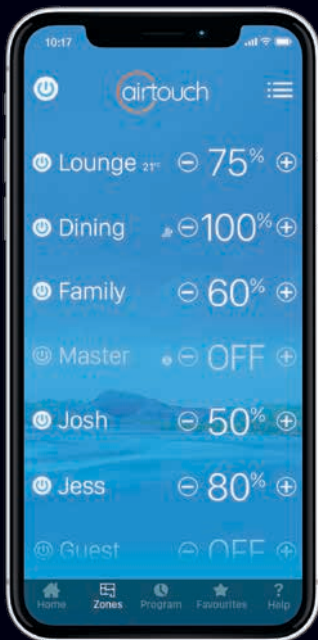 10:17
airtouch
Lounge 21° 75%
Dining 100%
Family 60%
Master OFF
Josh 50%
Jess 80%
Guest OFF
Home Zones Program Favourites Help